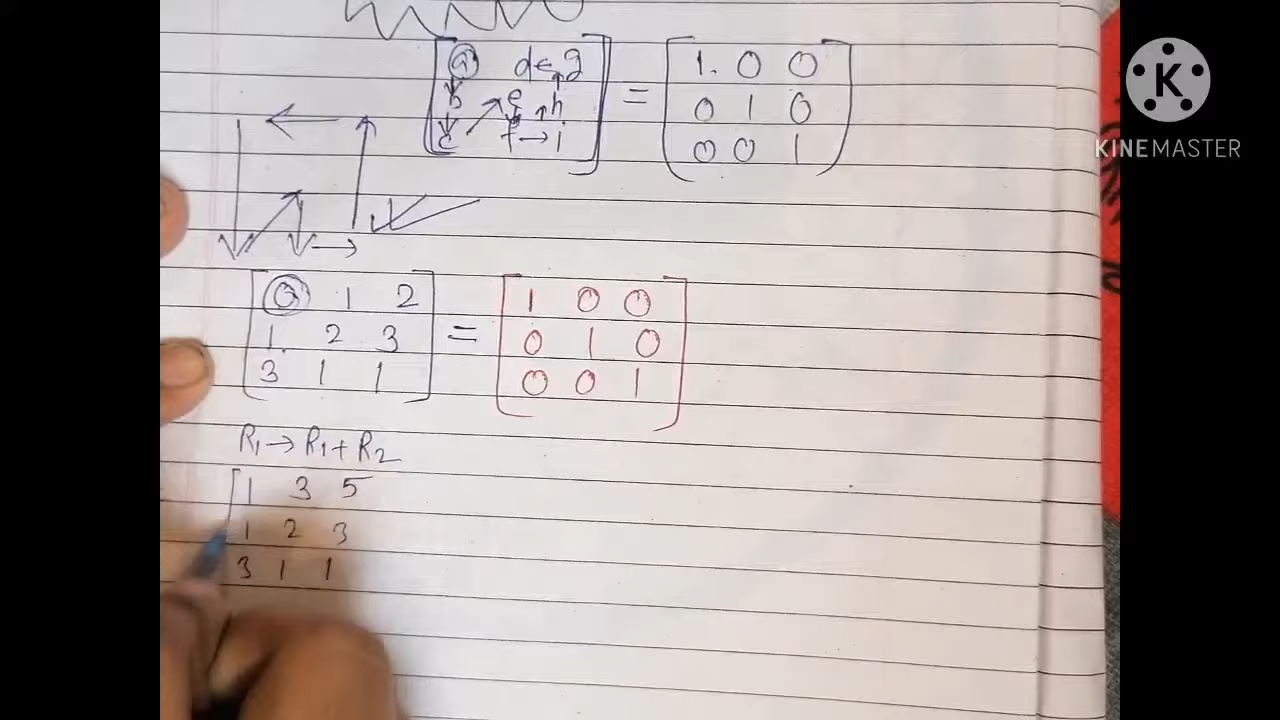 [a d ← g] = [1. 0 0]
[b e h] [0 1 0]
[c f → i] [0 0 1]
K
KINEMASTER
[0 1 2] = [1 0 0]
[1. 2 3] [0 1 0]
[3 1 1] [0 0 1]
R₁ → R₁ + R₂
[1 3 5
1 2 3
3 1 1